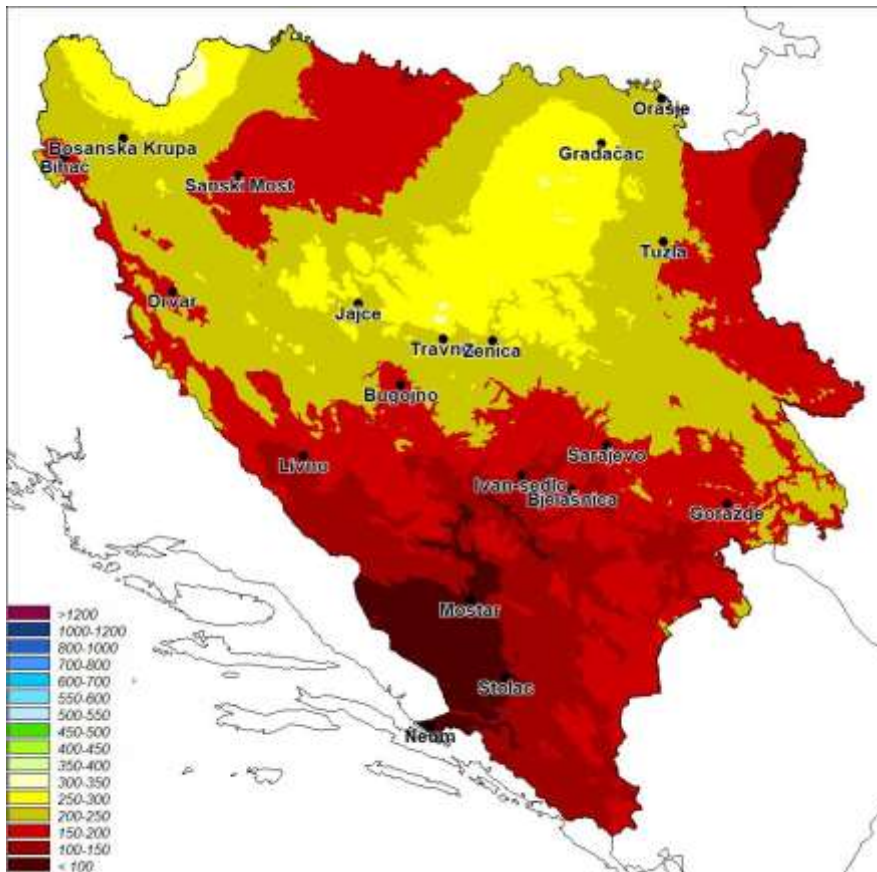 Orašje
Bosanska Krupa
Gradačac
Bihać
Sanski Most
Tuzla
Drvar
Jajce
Zenica
Bugojno
Sarajevo
Livno
Ivan-sedlo
Bjelašnica
Goražde
Mostar
Stolac
Neum
>1200
1000-1200
800-1000
700-800
600-700
550-600
500-550
450-500
400-450
350-400
300-350
250-300
200-250
150-200
100-150
< 100